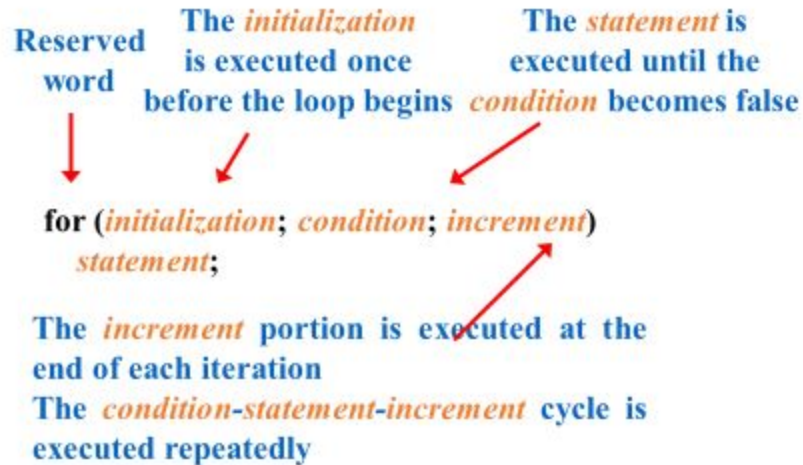 Reserved
word
The initialization
is executed once
before the loop begins
The statement is
executed until the
condition becomes false
for (initialization; condition; increment)
statement;
The increment portion is executed at the
end of each iteration
The condition-statement-increment cycle is
executed repeatedly